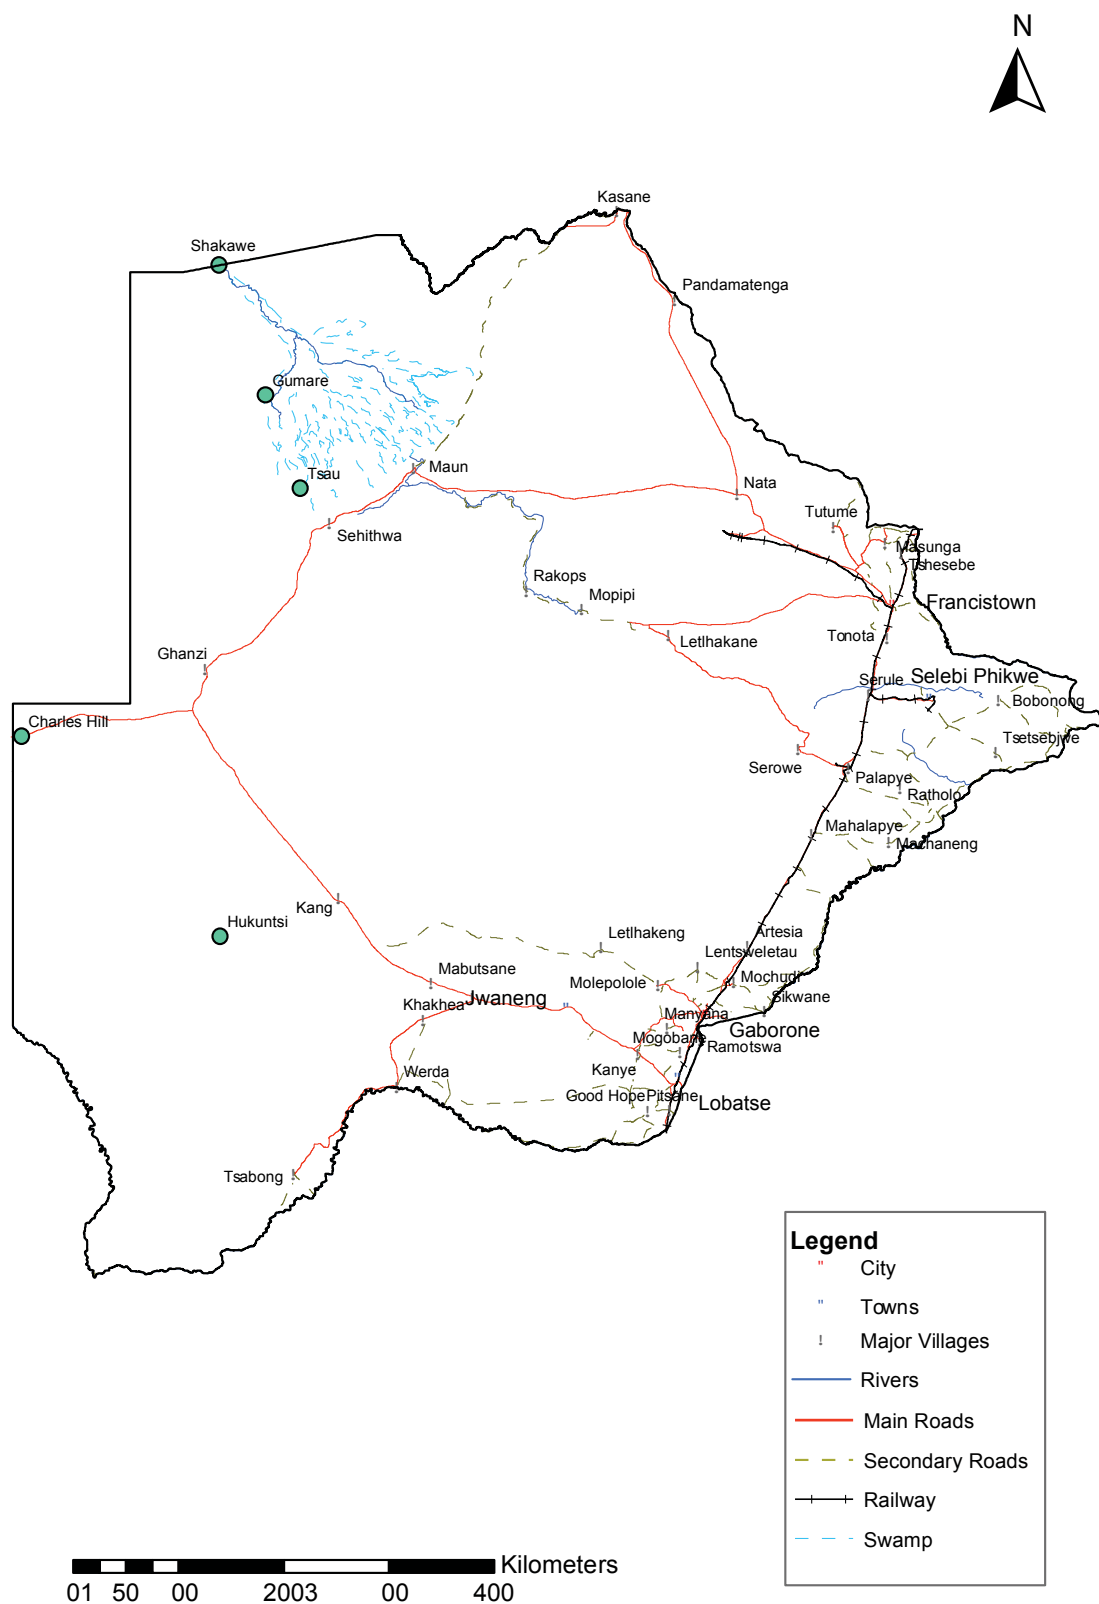 N
Kasane
Shakawe
Pandamatenga
Gumare
Maun
Tsau
Nata
Sehithwa
Tutume
Masunga
Tshesebe
Rakops
Mopipi
Francistown
Letlhakane
Tonota
Ghanzi
Serule
Selebi Phikwe
Bobonong
Charles Hill
Tsetsebjwe
Serowe
Palapye
Ratholo
Mahalapye
Machaneng
Kang
Hukuntsi
Letlhakeng
Artesia
Lentsweletau
Mabutsane
Molepolole
Mochudi
Jwaneng
Sikwane
Khakhea
Manyana
Gaborone
Mogobane
Ramotswa
Kanye
Werda
Good Hope
Pitsane
Lobatse
Tsabong
Legend
" City
" Towns
! Major Villages
Rivers
Main Roads
Secondary Roads
Railway
Swamp
Kilometers
01 50 00 2003 00 400